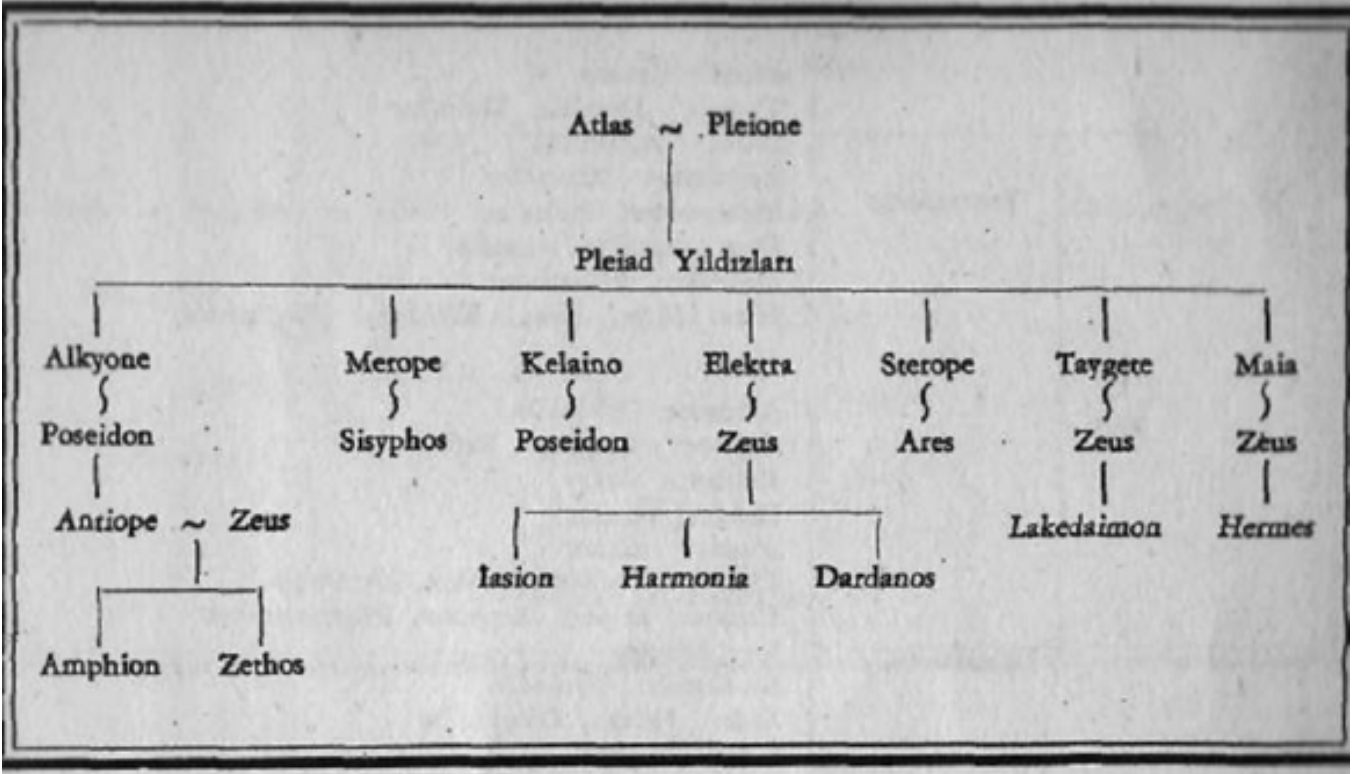 Atlas ~ Pleione
Pleiad Yıldızları
Alkyone Merope Kelaino Elektra Sterope Taygete Maia
Poseidon Sisyphos Poseidon Zeus Ares Zeus Zeus
Antiope ~ Zeus Lakedaimon Hermes
Iasion Harmonia Dardanos
Amphion Zethos